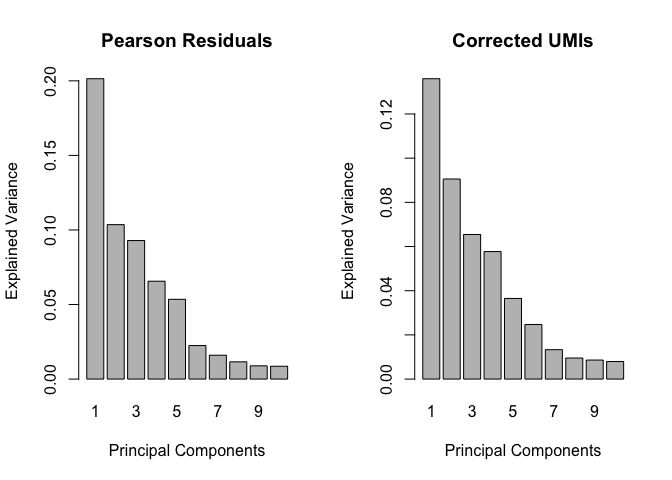 Pearson Residuals
Explained Variance
0.20
0.15
0.10
0.05
0.00
1 3 5 7 9
Principal Components
Corrected UMIs
Explained Variance
0.12
0.08
0.04
0.00
1 3 5 7 9
Principal Components